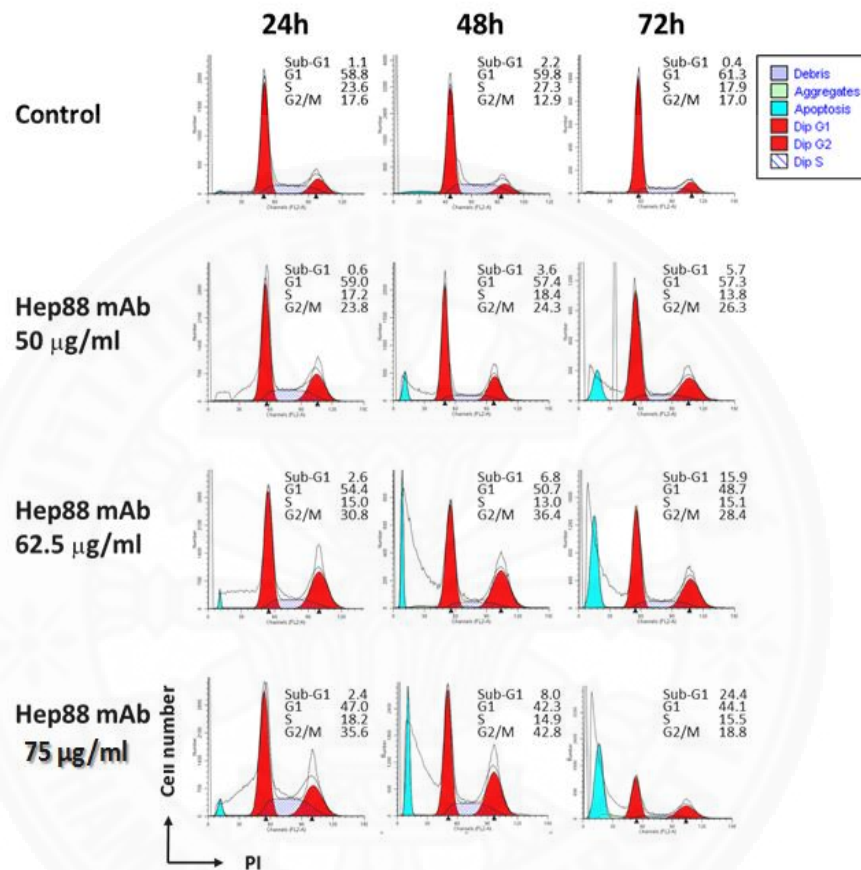 24h 48h 72h
Control
Sub-G1 1.1
G1 58.8
S 23.6
G2/M 17.6
Sub-G1 2.2
G1 59.8
S 27.3
G2/M 12.9
Sub-G1 0.4
G1 61.3
S 17.9
G2/M 17.0
Debris
Aggregates
Apoptosis
Dip G1
Dip G2
Dip S
Number
Channels (FL2-A)
Hep88 mAb
50 μg/ml
Sub-G1 0.6
G1 59.0
S 17.2
G2/M 23.8
Sub-G1 3.6
G1 57.4
S 18.4
G2/M 24.3
Sub-G1 5.7
G1 57.3
S 13.8
G2/M 26.3
Hep88 mAb
62.5 μg/ml
Sub-G1 2.6
G1 54.4
S 15.0
G2/M 30.8
Sub-G1 6.8
G1 50.7
S 13.0
G2/M 36.4
Sub-G1 15.9
G1 48.7
S 15.1
G2/M 28.4
Hep88 mAb
75 μg/ml
Sub-G1 2.4
G1 47.0
S 18.2
G2/M 35.6
Sub-G1 8.0
G1 42.3
S 14.9
G2/M 42.8
Sub-G1 24.4
G1 44.1
S 15.5
G2/M 18.8
Cell number
PI